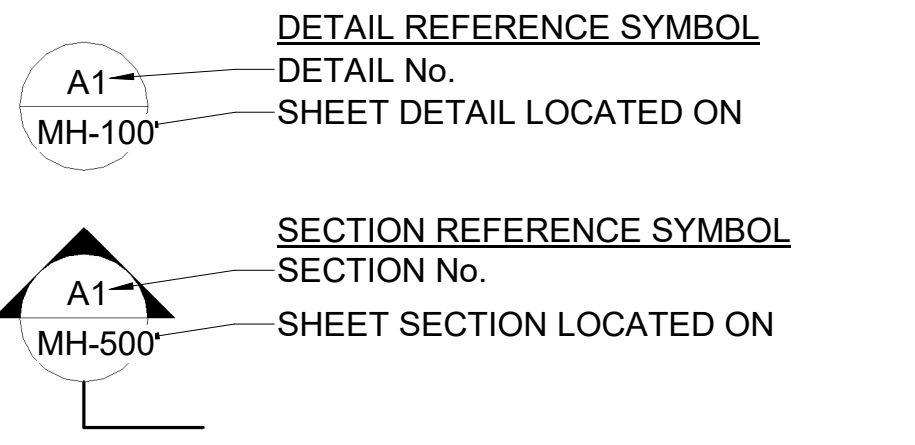 DETAIL REFERENCE SYMBOL
A1
DETAIL No.
MH-100
SHEET DETAIL LOCATED ON
SECTION REFERENCE SYMBOL
A1
SECTION No.
MH-500
SHEET SECTION LOCATED ON